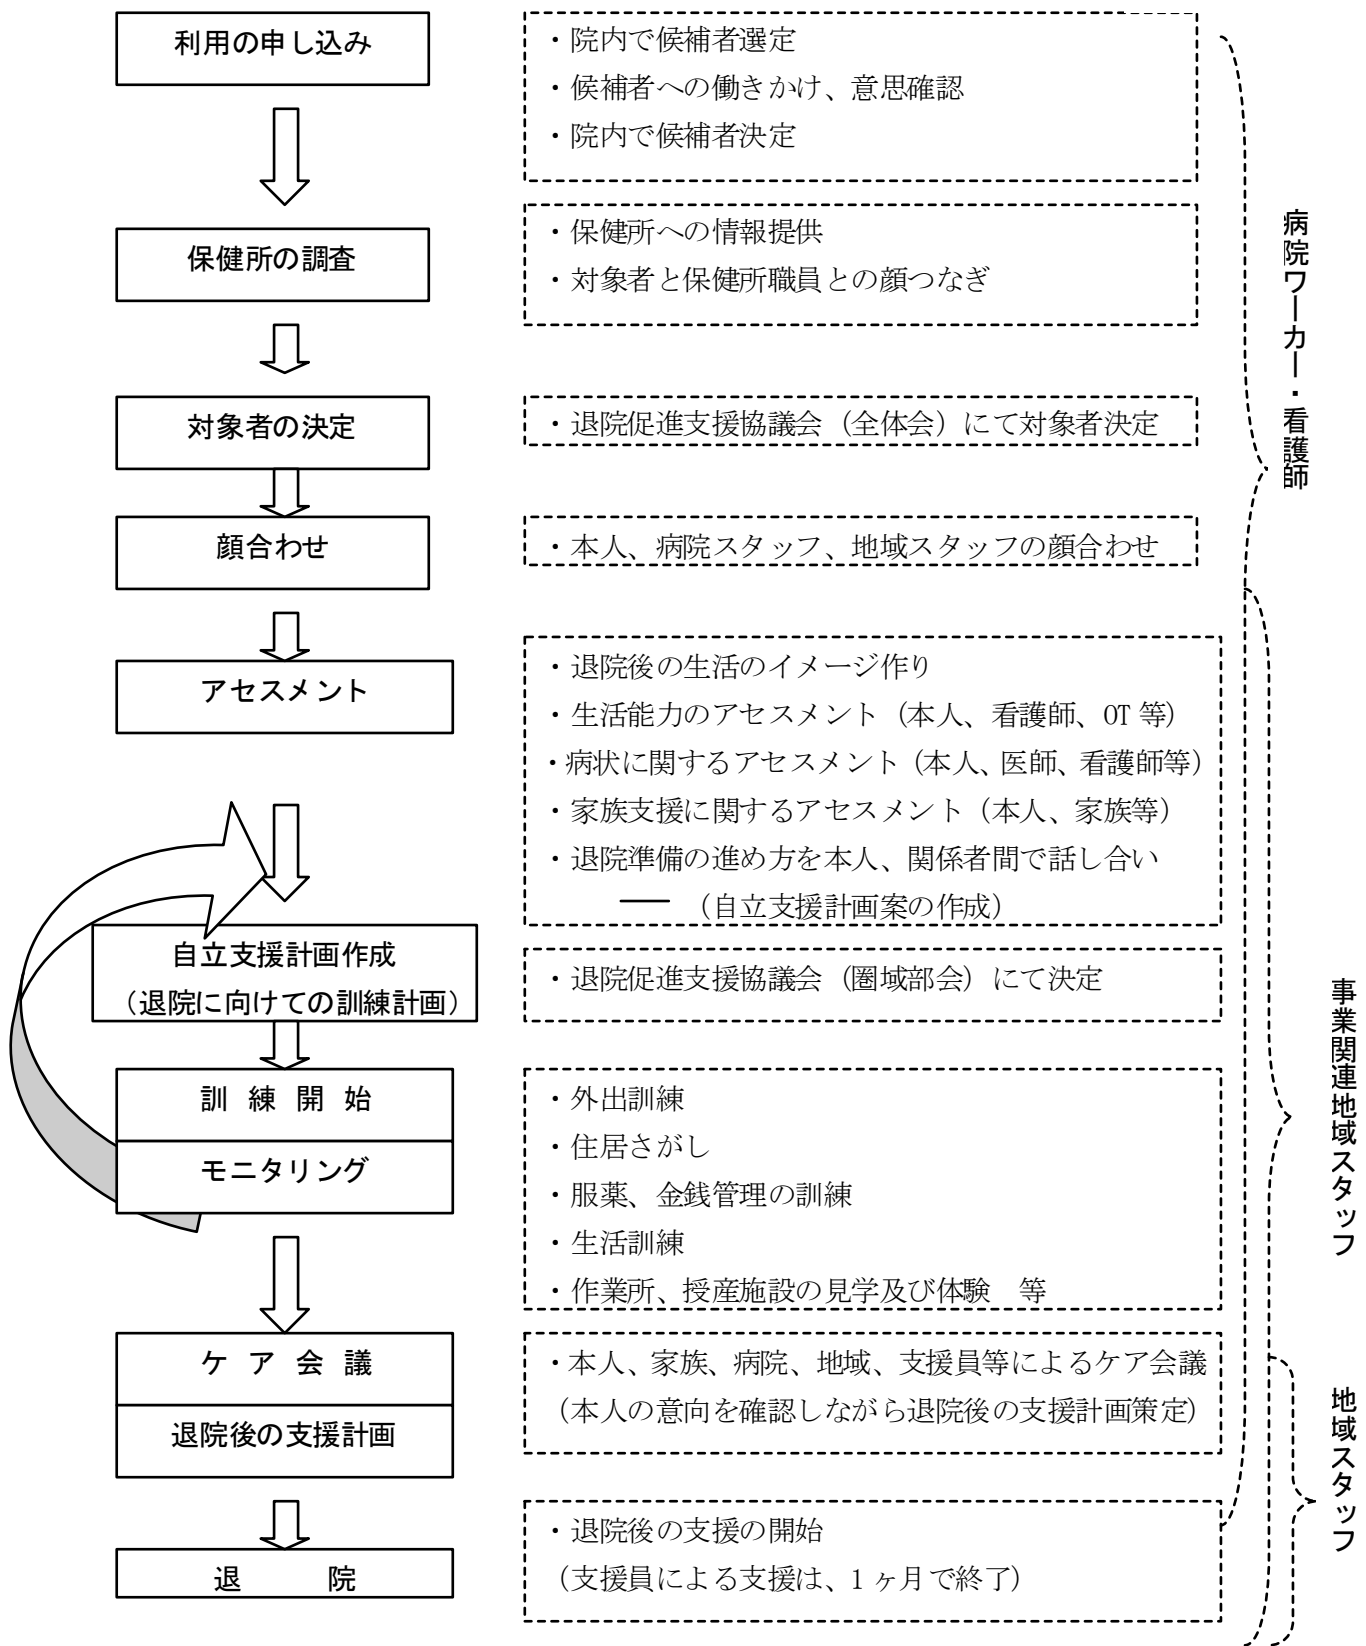 利用の申し込み
・院内で候補者選定
・候補者への働きかけ、意思確認
・院内で候補者決定
保健所の調査
・保健所への情報提供
・対象者と保健所職員との顔つなぎ
対象者の決定
・退院促進支援協議会（全体会）にて対象者決定
顔合わせ
・本人、病院スタッフ、地域スタッフの顔合わせ
アセスメント
・退院後の生活のイメージ作り
・生活能力のアセスメント（本人、看護師、OT 等）
・病状に関するアセスメント（本人、医師、看護師等）
・家族支援に関するアセスメント（本人、家族等）
・退院準備の進め方を本人、関係者間で話し合い
（自立支援計画案の作成）
自立支援計画作成
（退院に向けての訓練計画）
・退院促進支援協議会（圏域部会）にて決定
訓 練 開 始
モニタリング
・外出訓練
・住居さがし
・服薬、金銭管理の訓練
・生活訓練
・作業所、授産施設の見学及び体験　等
ケ ア 会 議
退院後の支援計画
・本人、家族、病院、地域、支援員等によるケア会議
（本人の意向を確認しながら退院後の支援計画策定）
退　　院
・退院後の支援の開始
（支援員による支援は、1 ヶ月で終了）
病院ワーカー・看護師
事業関連地域スタッフ
地域スタッフ